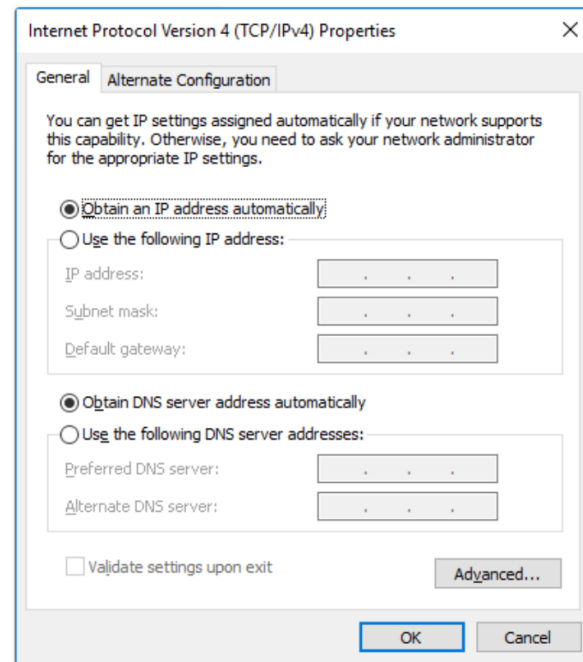 Internet Protocol Version 4 (TCP/IPv4) Properties
General
Alternate Configuration
You can get IP settings assigned automatically if your network supports
this capability. Otherwise, you need to ask your network administrator
for the appropriate IP settings.
Obtain an IP address automatically
Use the following IP address:
IP address:
Subnet mask:
Default gateway:
Obtain DNS server address automatically
Use the following DNS server addresses:
Preferred DNS server:
Alternate DNS server:
Validate settings upon exit
Advanced...
OK
Cancel